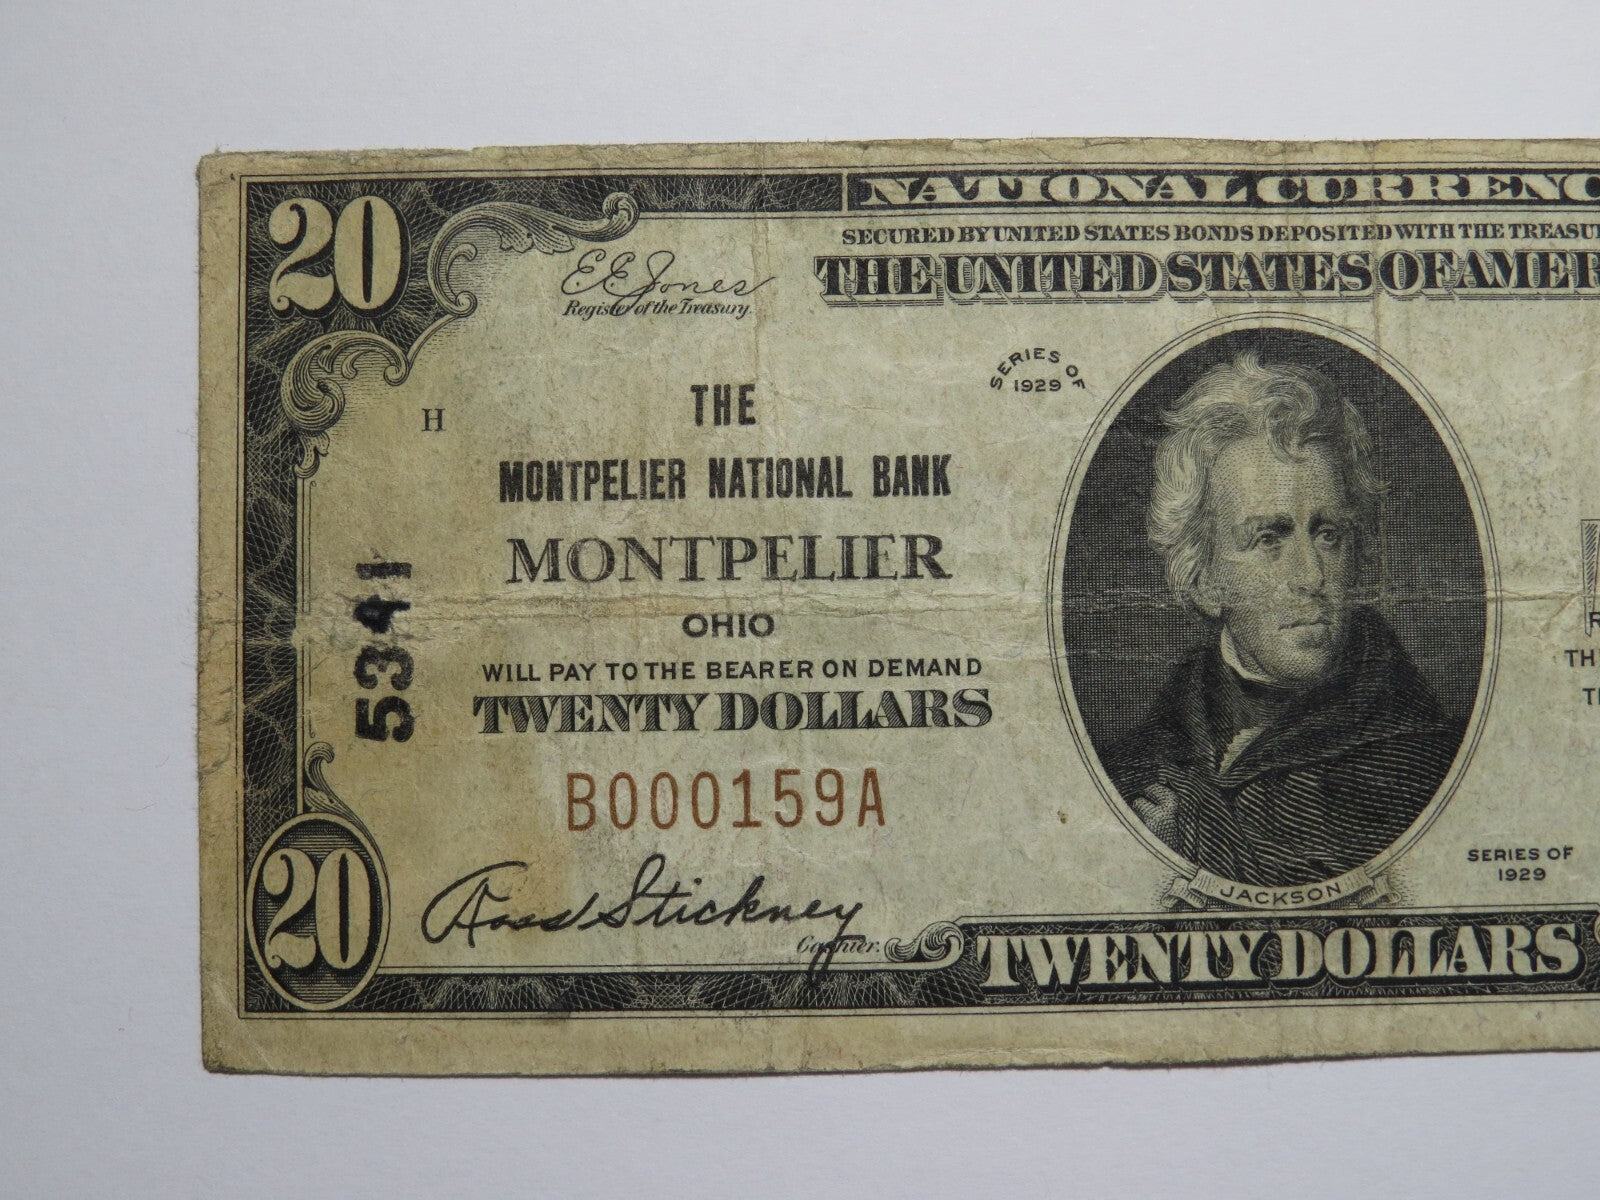 NATIONAL CURRENC
20
SECURED BY UNITED STATES BONDS DEPOSITED WITH THE TREASU
E.E. Jones
THE UNITED STATES OF AMER
Register of the Treasury.
SERIES OF
1929
THE
H
MONTPELIER NATIONAL BANK
MONTPELIER
OHIO
5341
WILL PAY TO THE BEARER ON DEMAND
TWENTY DOLLARS
R
TH
B000159A
SERIES OF
1929
JACKSON
20
Ross Stickney
Cashier.
TWENTY DOLLARS